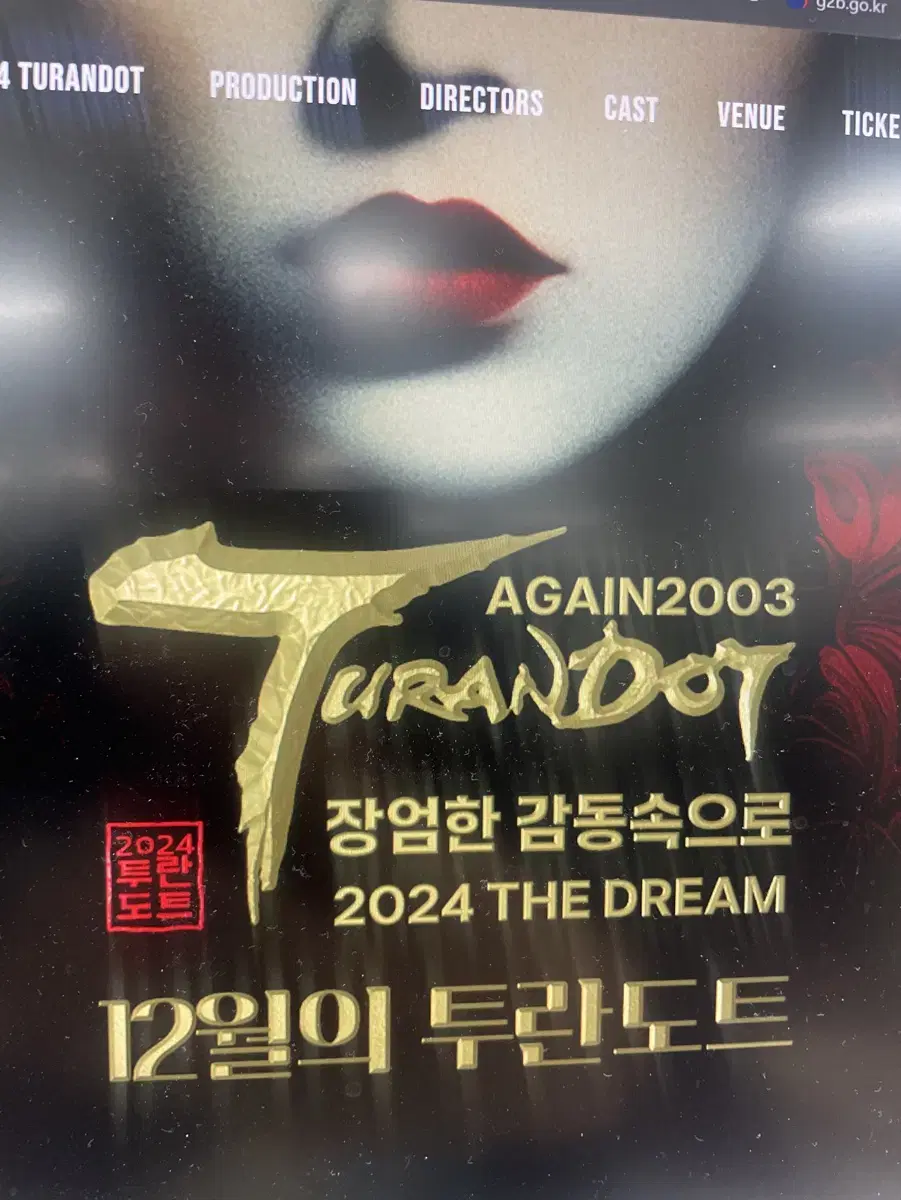 g2b.go.kr
4 TURANDOT PRODUCTION DIRECTORS CAST VENUE TICKE
AGAIN2003
TURANDOT
장엄한 감동속으로
2024 THE DREAM
2024
투란
도트
12월의 투란도트